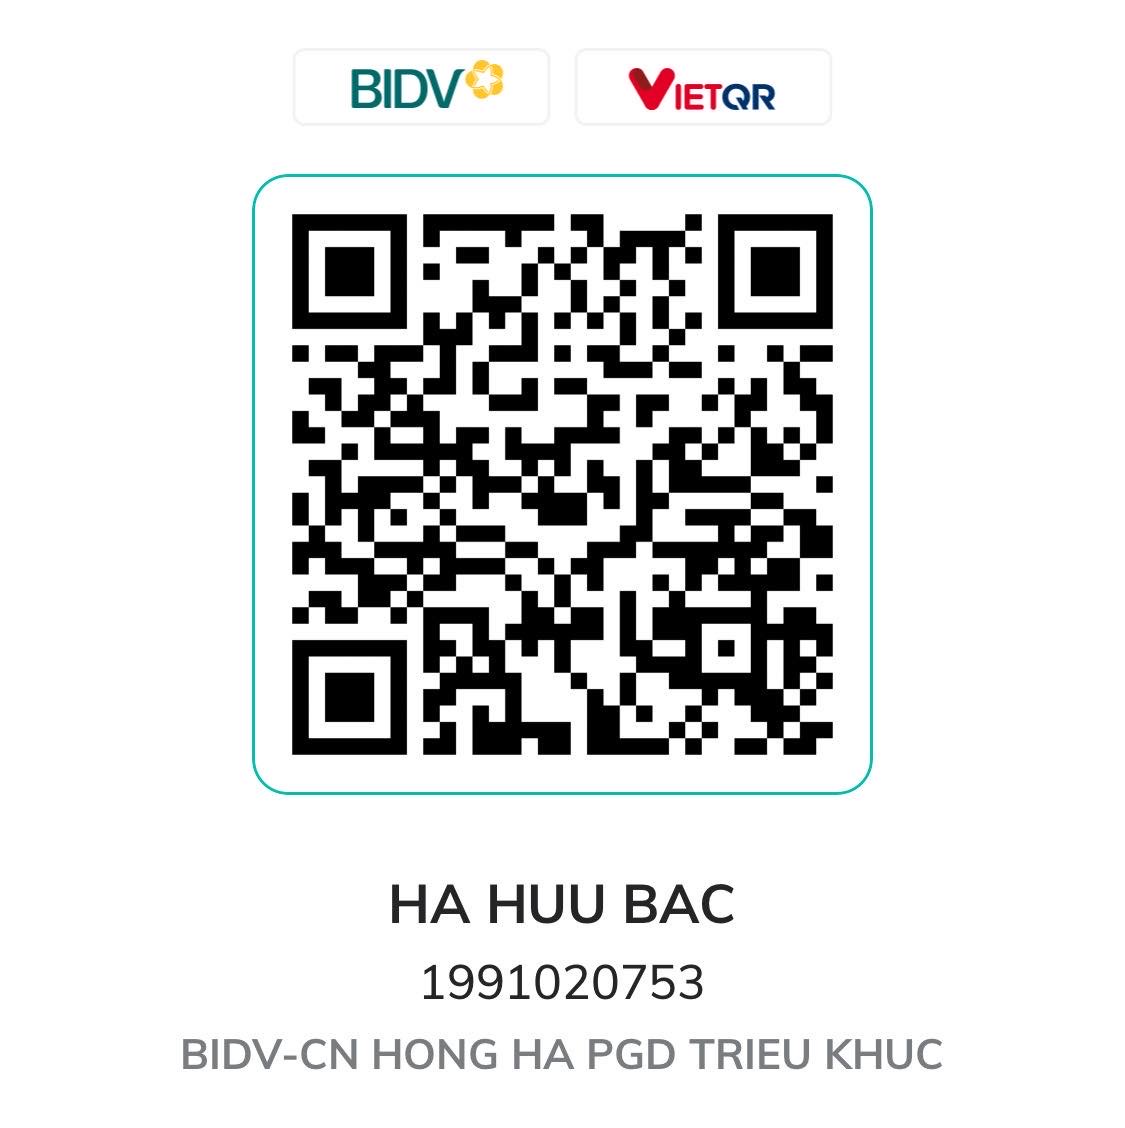 BIDV
VIETQR
HA HUU BAC
1991020753
BIDV-CN HONG HA PGD TRIEU KHUC